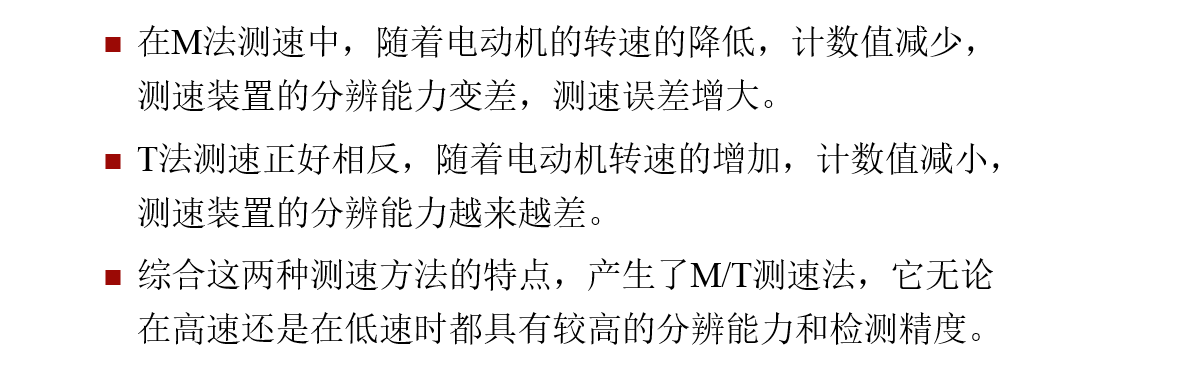 在M法测速中，随着电动机的转速的降低，计数值减少，
测速装置的分辨能力变差，测速误差增大。
T法测速正好相反，随着电动机转速的增加，计数值减小，
测速装置的分辨能力越来越差。
综合这两种测速方法的特点，产生了M/T测速法，它无论
在高速还是在低速时都具有较高的分辨能力和检测精度。